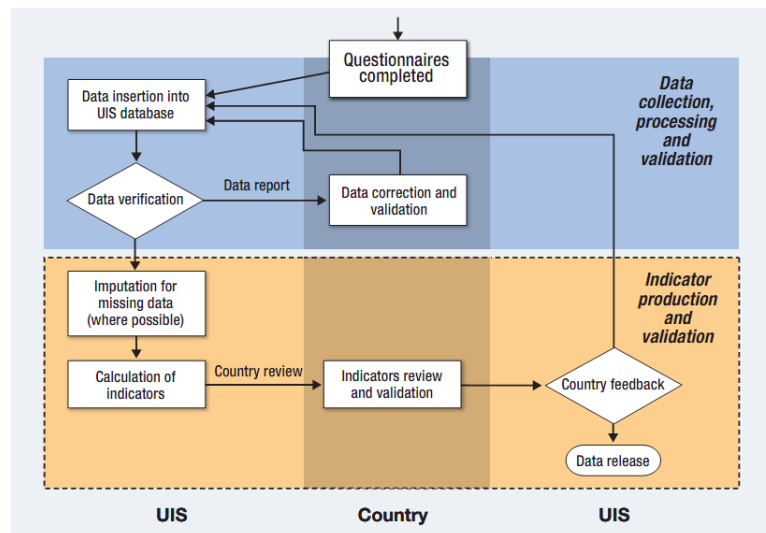 Questionnaires
completed
Data
collection,
processing
and
validation
Data insertion into
UIS database
Data verification
Data report
Data correction and
validation
Imputation for
missing data
(where possible)
Indicator
production
and
validation
Calculation of
indicators
Country review
Indicators review
and validation
Country feedback
Data release
UIS
Country
UIS